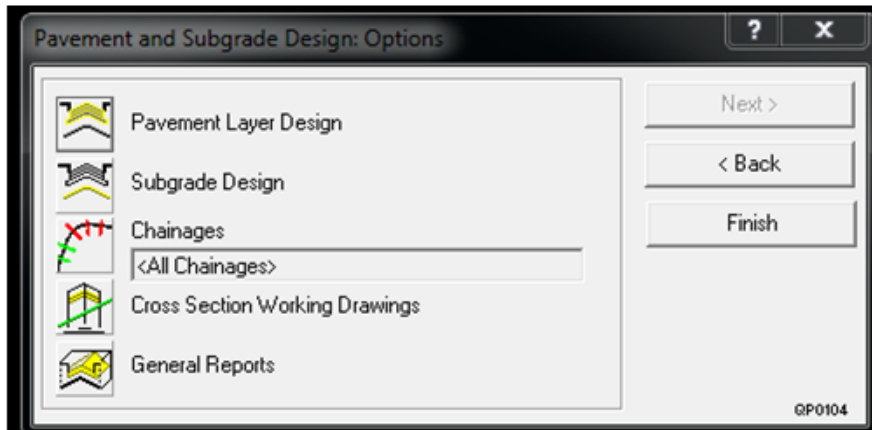 Pavement and Subgrade Design: Options
? x
Pavement Layer Design
Subgrade Design
Chainages
<All Chainages>
Cross Section Working Drawings
General Reports
Next >
< Back
Finish
QP0104